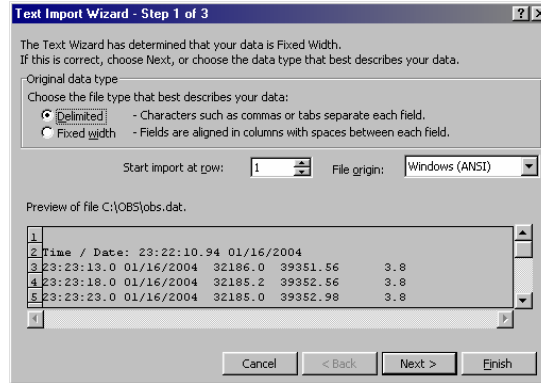 Text Import Wizard - Step 1 of 3
The Text Wizard has determined that your data is Fixed Width.
If this is correct, choose Next, or choose the data type that best describes your data.
Original data type
Choose the file type that best describes your data:
Delimited - Characters such as commas or tabs separate each field.
Fixed width - Fields are aligned in columns with spaces between each field.
Start import at row: 1 File origin: Windows (ANSI)
Preview of file C:\OBS\obs.dat.
1
2 Time / Date: 23:22:10.94 01/16/2004
3 23:23:13.0 01/16/2004 32186.0 39351.56 3.8
4 23:23:18.0 01/16/2004 32185.2 39352.56 3.8
5 23:23:23.0 01/16/2004 32185.0 39352.98 3.8
Cancel < Back Next > Finish